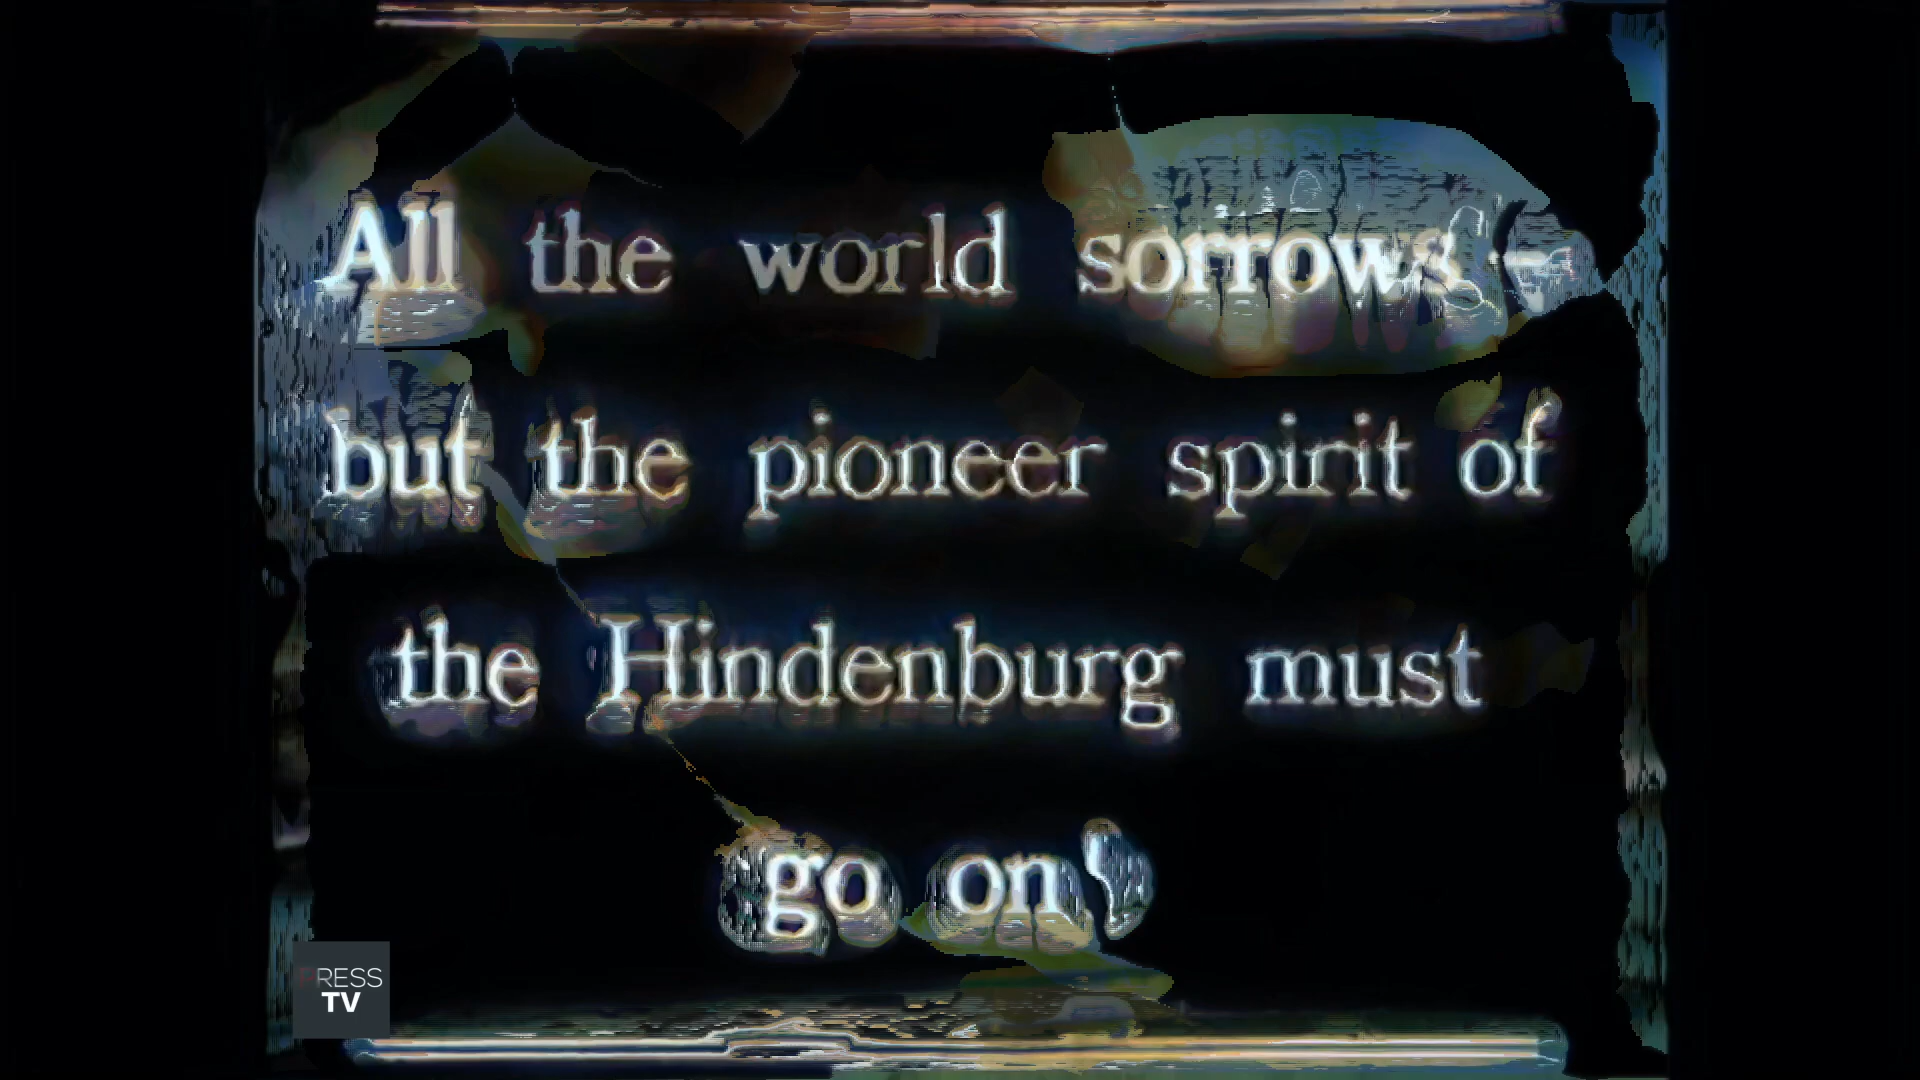 All the world sorrows —
but the pioneer spirit of
the Hindenburg must
go on!
PRESS
TV